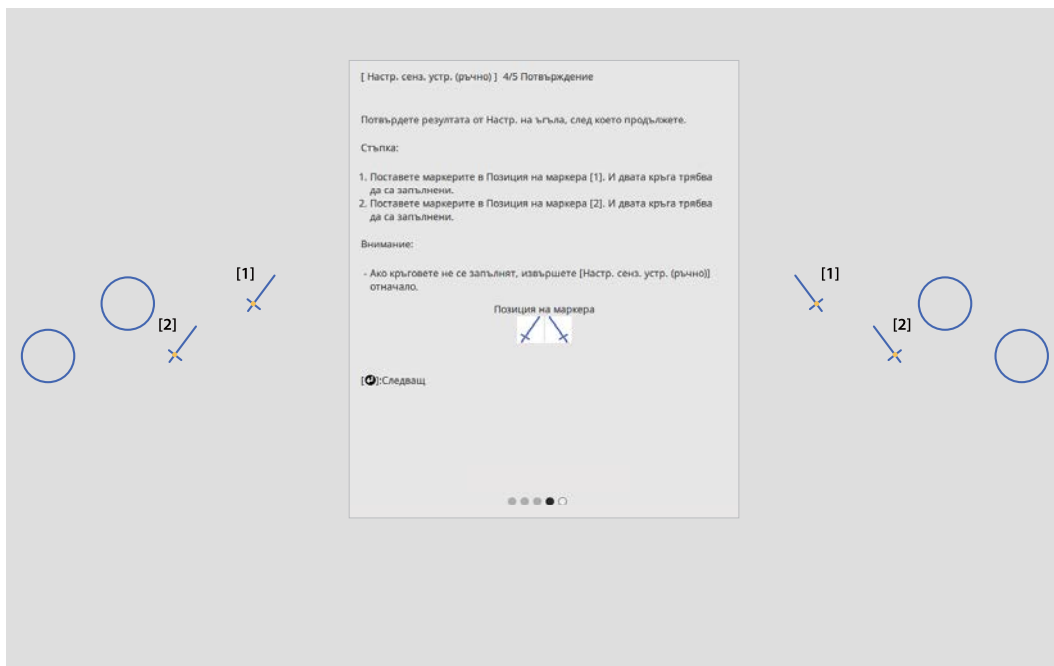 [ Настр. сенз. устр. (ръчно) ] 4/5 Потвърждение
Потвърдете резултата от Настр. на ъгъла, след което продължете.
Стъпка:
1. Поставете маркерите в Позиция на маркера [1]. И двата кръга трябва
да са запълнени.
2. Поставете маркерите в Позиция на маркера [2]. И двата кръга трябва
да са запълнени.
Внимание:
- Ако кръговете не се запълнят, извършете [Настр. сенз. устр. (ръчно)]
отначало.
[1]
[1]
[2]
[2]
Позиция на маркера
[]:Следващ